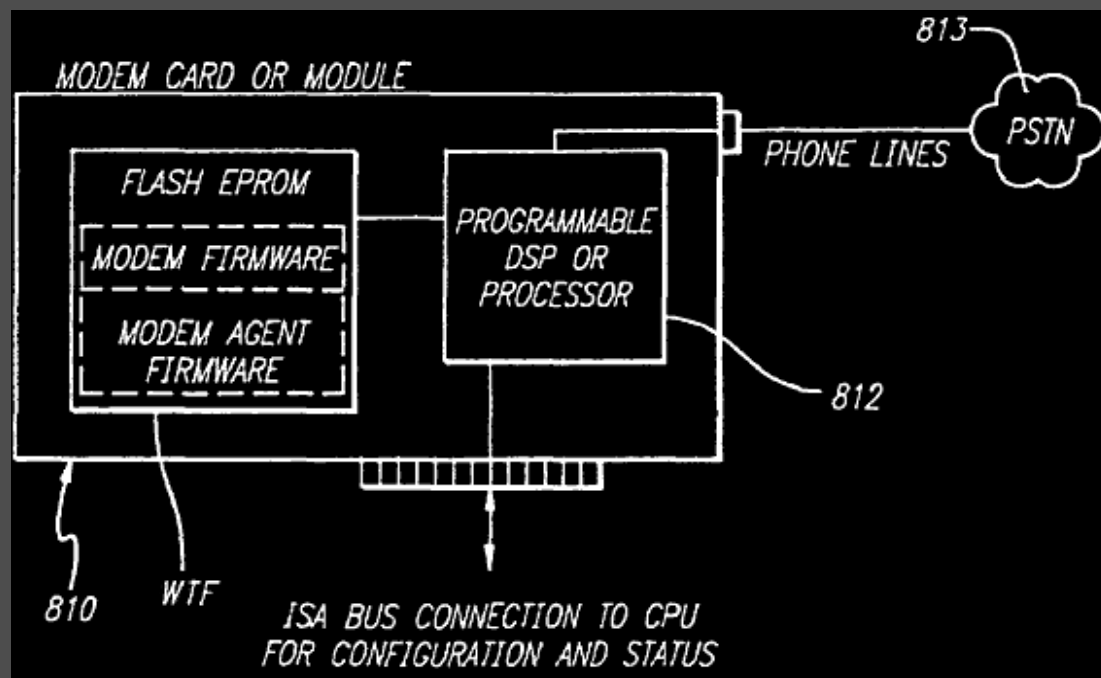 813
MODEM CARD OR MODULE
PSTN
PHONE LINES
FLASH EPROM
MODEM FIRMWARE
MODEM AGENT
FIRMWARE
PROGRAMMABLE
DSP OR
PROCESSOR
812
810
WTF
ISA BUS CONNECTION TO CPU
FOR CONFIGURATION AND STATUS